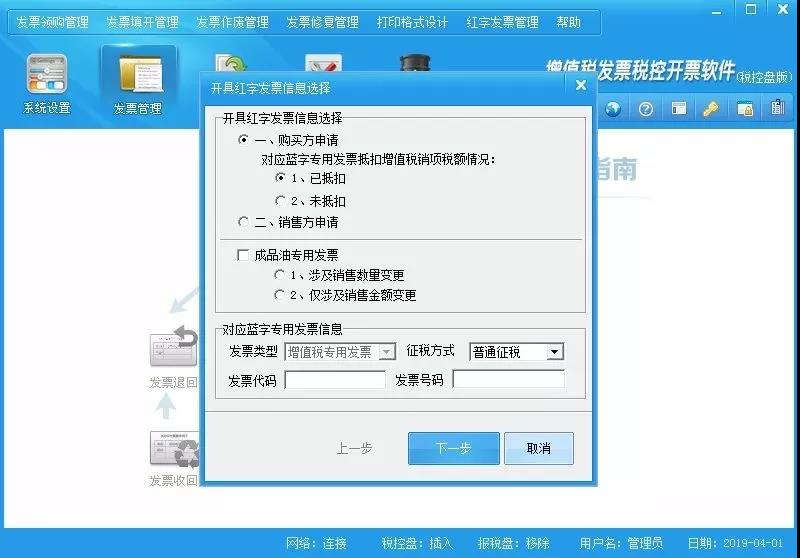 发票领购管理 发票填开管理 发票作废管理 发票修复管理 打印格式设计 红字发票管理 帮助
增值税发票税控开票软件(税控盘版)
系统设置 发票管理
指南
开具红字发票信息选择
开具红字发票信息选择
一、购买方申请
对应蓝字专用发票抵扣增值税销项税额情况:
1、已抵扣
2、未抵扣
二、销售方申请
成品油专用发票
1、涉及销售数量变更
2、仅涉及销售金额变更
对应蓝字专用发票信息
发票类型 增值税专用发票 征税方式 普通征税
发票代码 发票号码
上一步 下一步 取消
发票退回
发票收回
网络: 连接 税控盘: 插入 报税盘: 移除 用户名: 管理员 日期: 2019-04-01